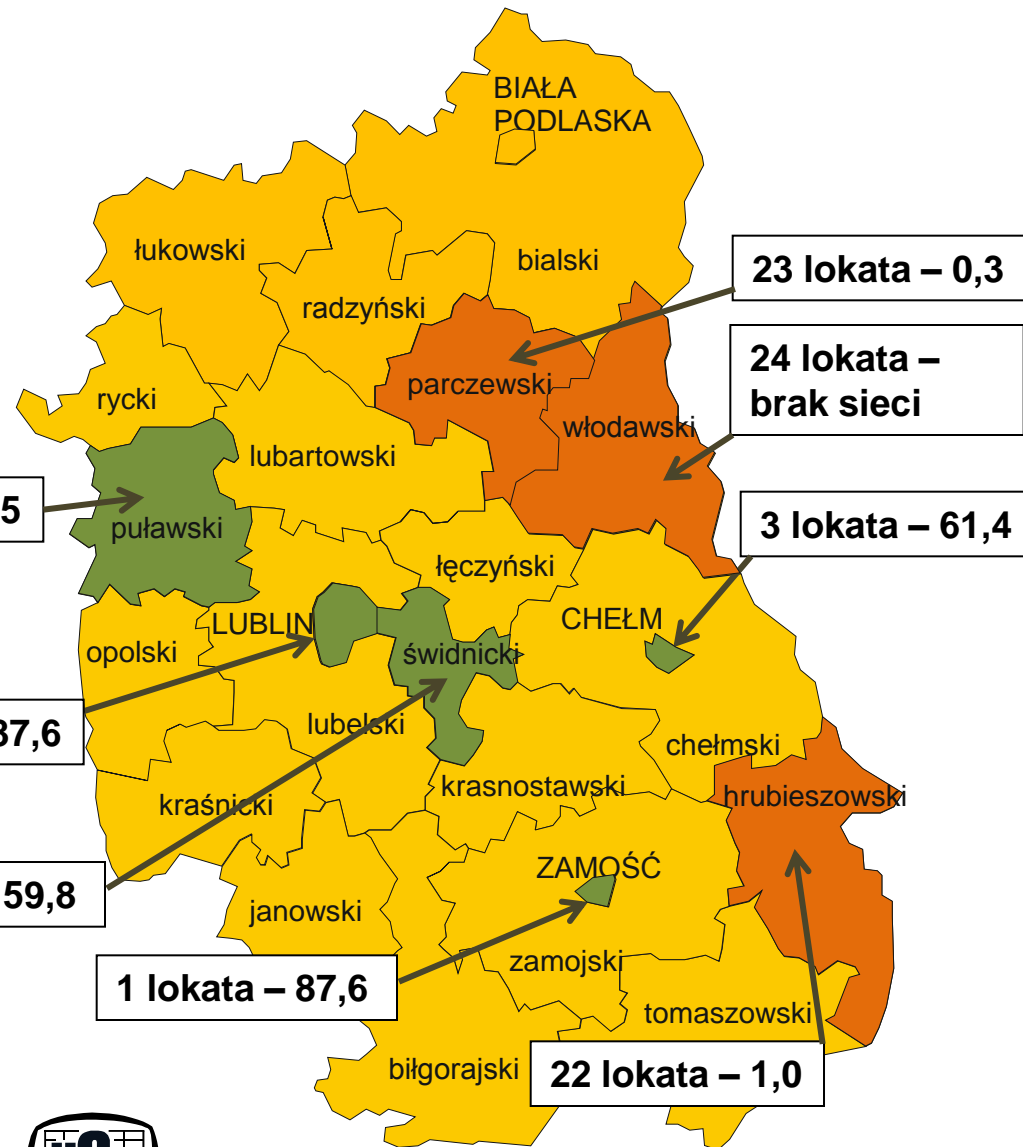 BIAŁA
PODLASKA
łukowski
bialski
23 lokata – 0,3
radzyński
24 lokata –
brak sieci
parczewski
rycki
włodawski
lubartowski
5
3 lokata – 61,4
puławski
łęczyński
CHEŁM
LUBLIN
opolski
świdnicki
87,6
lubelski
chełmski
krasnostawski
hrubieszowski
kraśnicki
ZAMOŚĆ
59,8
janowski
zamojski
1 lokata – 87,6
tomaszowski
biłgorajski
22 lokata – 1,0